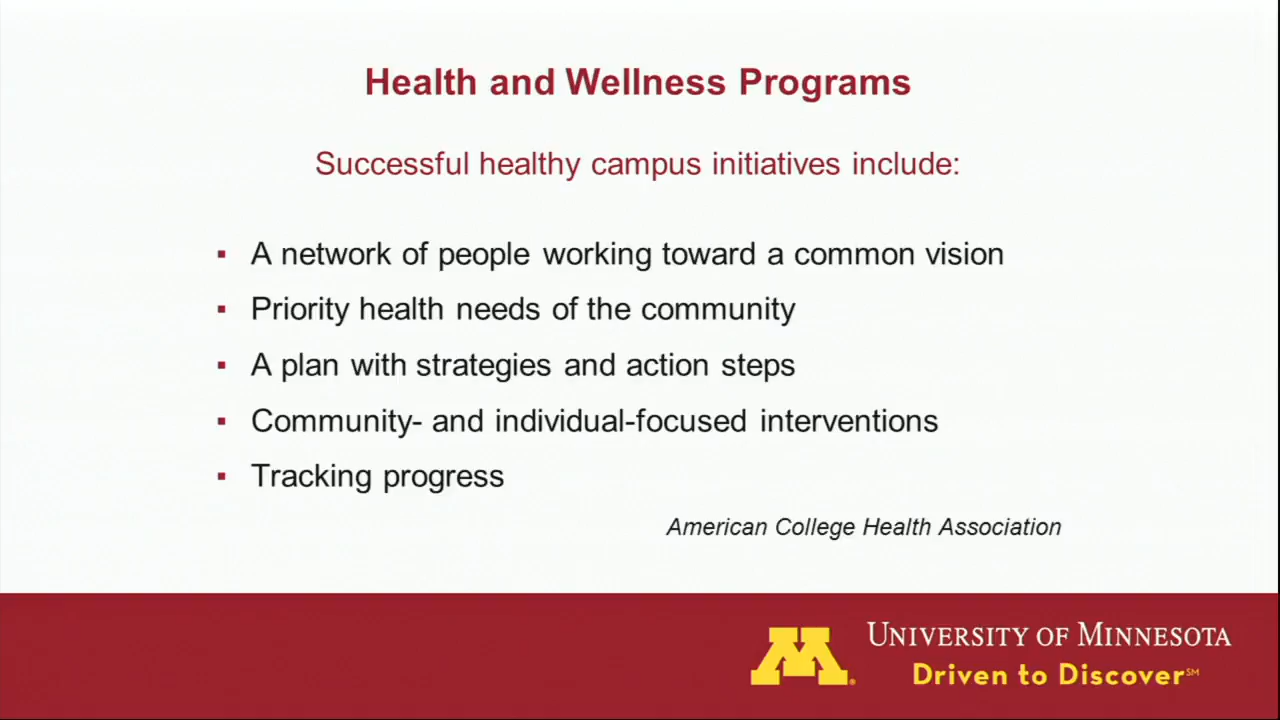 Health and Wellness Programs
Successful healthy campus initiatives include:
▪ A network of people working toward a common vision
▪ Priority health needs of the community
▪ A plan with strategies and action steps
▪ Community- and individual-focused interventions
▪ Tracking progress
American College Health Association
M.
UNIVERSITY OF MINNESOTA
Driven to Discover℠